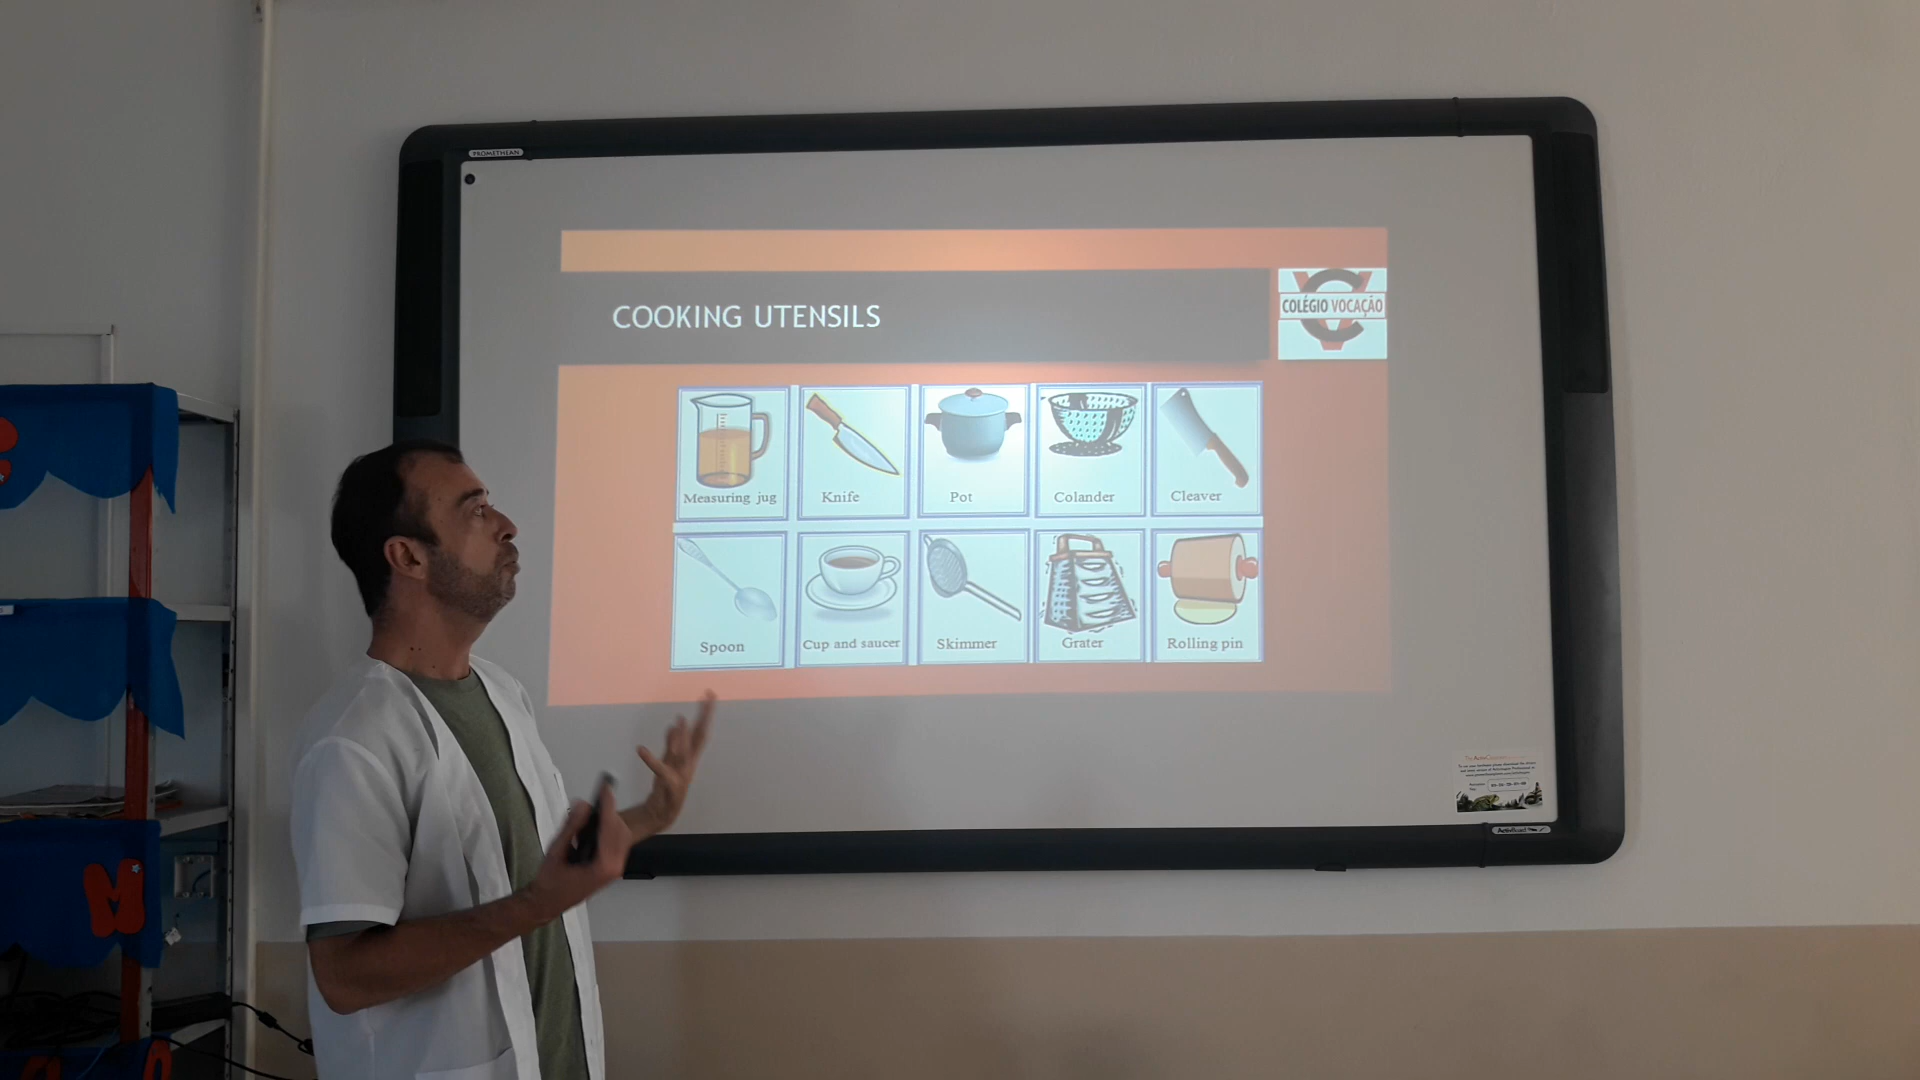 PROMETHEAN
COOKING UTENSILS
COLÉGIO VOCAÇÃO
Measuring jug
Knife
Pot
Colander
Cleaver
Spoon
Cup and saucer
Skimmer
Grater
Rolling pin
M